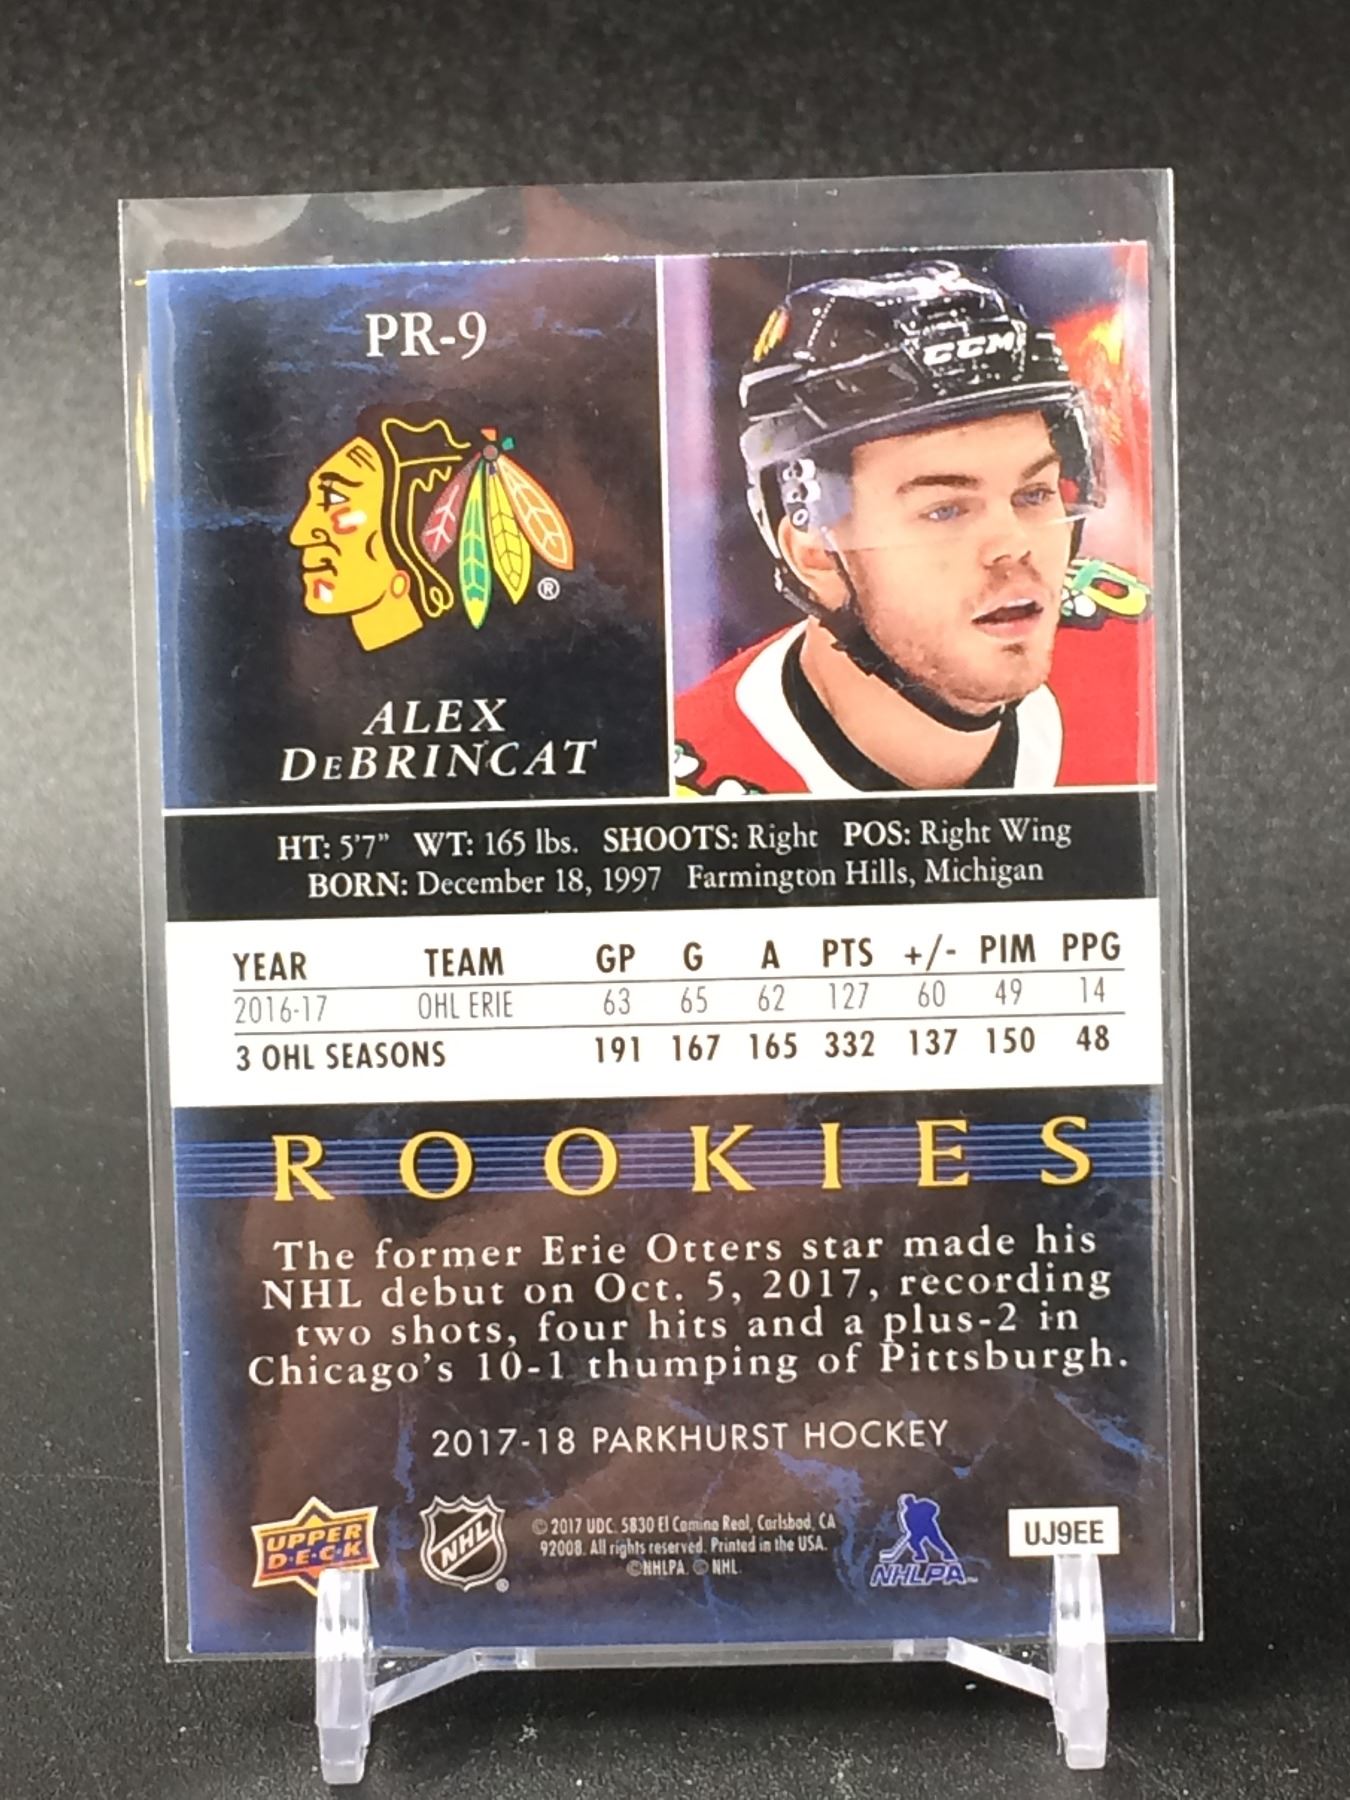 PR-9
CCM
®
ALEX
DeBRINCAT
HT: 5'7" WT: 165 lbs. SHOOTS: Right POS: Right Wing
BORN: December 18, 1997 Farmington Hills, Michigan
YEAR TEAM GP G A PTS +/- PIM PPG
2016-17 OHL ERIE 63 65 62 127 60 49 14
3 OHL SEASONS 191 167 165 332 137 150 48
ROOKIES
The former Erie Otters star made his
NHL debut on Oct. 5, 2017, recording
two shots, four hits and a plus-2 in
Chicago's 10-1 thumping of Pittsburgh.
2017-18 PARKHURST HOCKEY
UPPER
D·E·C·K
NHL
®
© 2017 UDC. 5830 El Camino Real, Carlsbad, CA
92008. All rights reserved. Printed in the USA.
©NHLPA. © NHL.
NHLPA™
UJ9EE